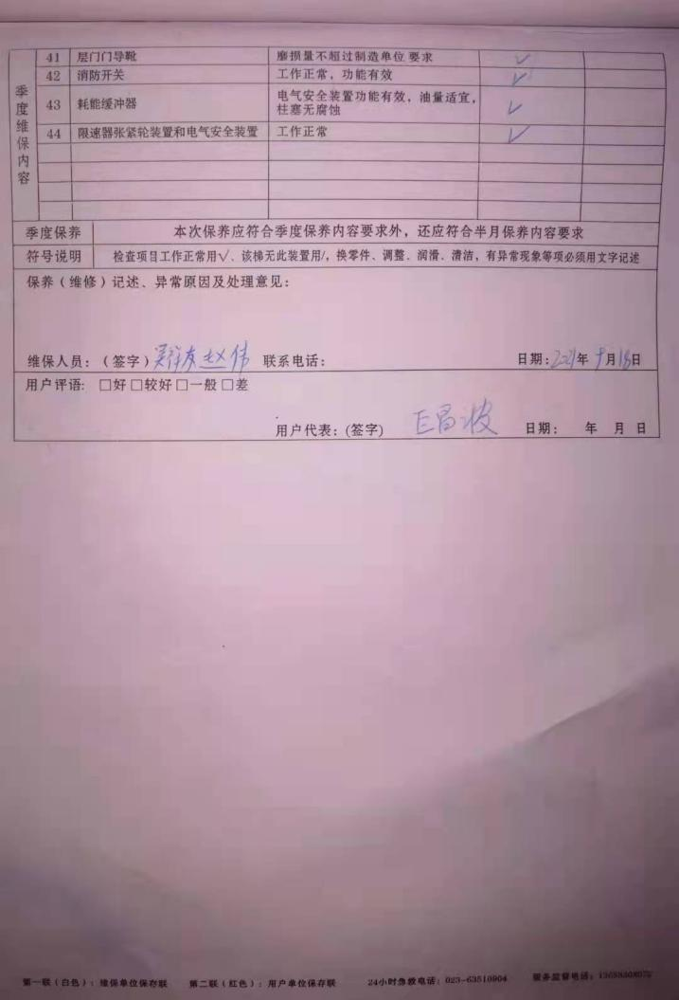 季度维保内容
41 层门门导靴 磨损量不超过制造单位要求 ✓
42 消防开关 工作正常，功能有效 ✓
43 耗能缓冲器 电气安全装置功能有效，油量适宜，
柱塞无腐蚀 ✓
44 限速器张紧轮装置和电气安全装置 工作正常 ✓
季度保养 本次保养应符合季度保养内容要求外，还应符合半月保养内容要求
符号说明 检查项目工作正常用√、该梯无此装置用/，换零件、调整、润滑、清洁，有异常现象等项必须用文字记述
保养（维修）记述、异常原因及处理意见：
维保人员：（签字） 赵伟 联系电话： 日期：2021年 9月18日
用户评语: □好□较好□一般□差
用户代表：(签字) 巨昌波 日期： 年 月 日
第一联（白色）：维保单位保存联 第二联（红色）：用户单位保存联 24小时急救电话：023-63510904 服务监督电话：